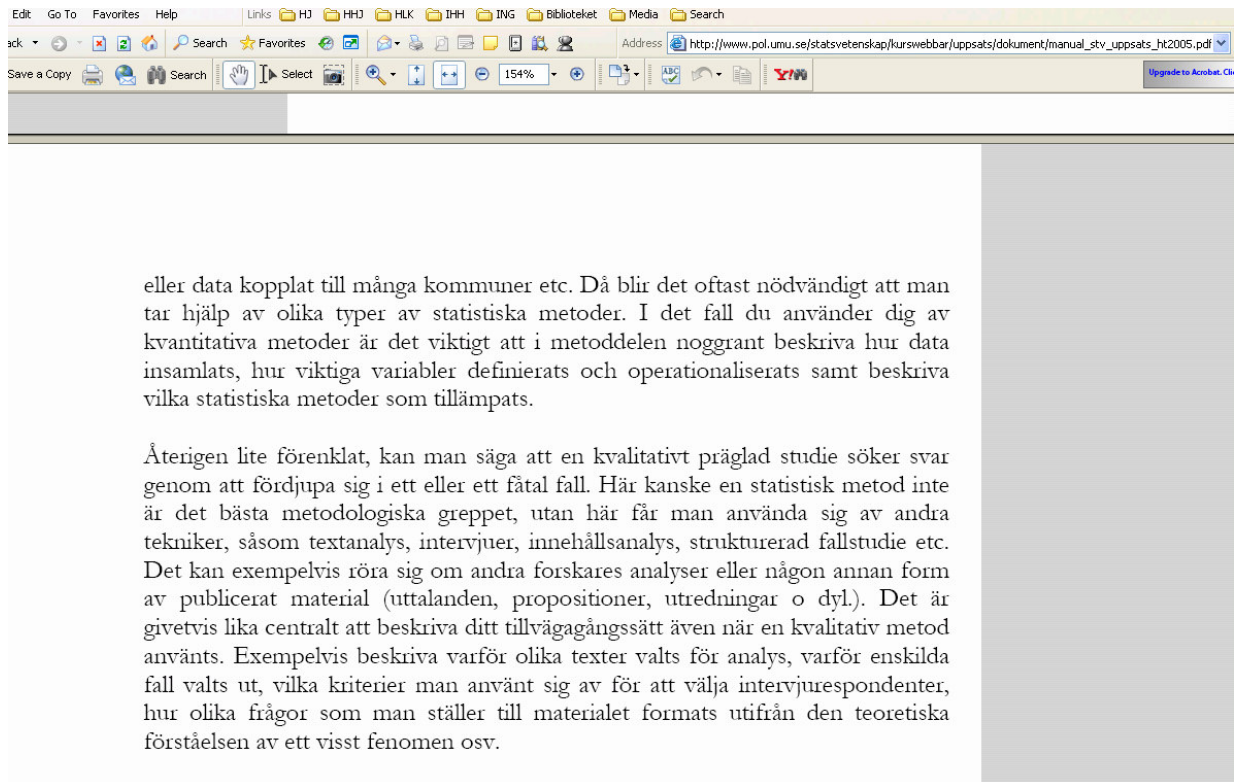 Edit Go To Favorites Help Links HJ HHJ HLK IHH ING Biblioteket Media Search
ack Search Favorites Address http://www.pol.umu.se/statsvetenskap/kurswebbar/uppsats/dokument/manual_stv_uppsats_ht2005.pdf
Save a Copy Search Select 154% ABC Y! Upgrade to Acrobat. Clic
eller data kopplat till många kommuner etc. Då blir det oftast nödvändigt att man
tar hjälp av olika typer av statistiska metoder. I det fall du använder dig av
kvantitativa metoder är det viktigt att i metoddelen noggrant beskriva hur data
insamlats, hur viktiga variabler definierats och operationaliserats samt beskriva
vilka statistiska metoder som tillämpats.
Återigen lite förenklat, kan man säga att en kvalitativt präglad studie söker svar
genom att fördjupa sig i ett eller ett fåtal fall. Här kanske en statistisk metod inte
är det bästa metodologiska greppet, utan här får man använda sig av andra
tekniker, såsom textanalys, intervjuer, innehållsanalys, strukturerad fallstudie etc.
Det kan exempelvis röra sig om andra forskares analyser eller någon annan form
av publicerat material (uttalanden, propositioner, utredningar o dyl.). Det är
givetvis lika centralt att beskriva ditt tillvägagångssätt även när en kvalitativ metod
använts. Exempelvis beskriva varför olika texter valts för analys, varför enskilda
fall valts ut, vilka kriterier man använt sig av för att välja intervjurespondenter,
hur olika frågor som man ställer till materialet formats utifrån den teoretiska
förståelsen av ett visst fenomen osv.